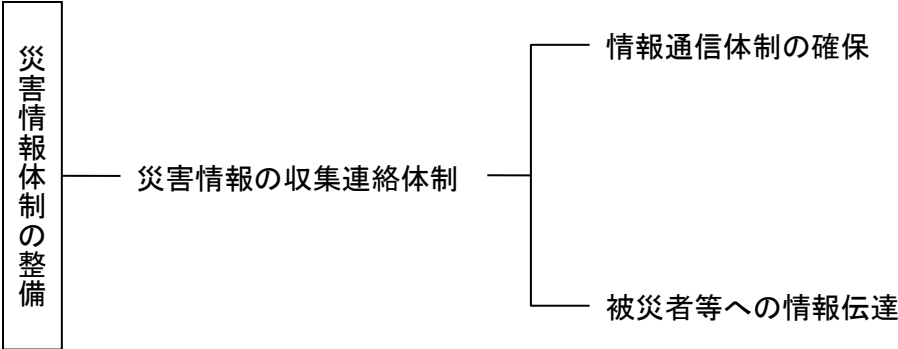 災害情報体制の整備
災害情報の収集連絡体制
情報通信体制の確保
被災者等への情報伝達